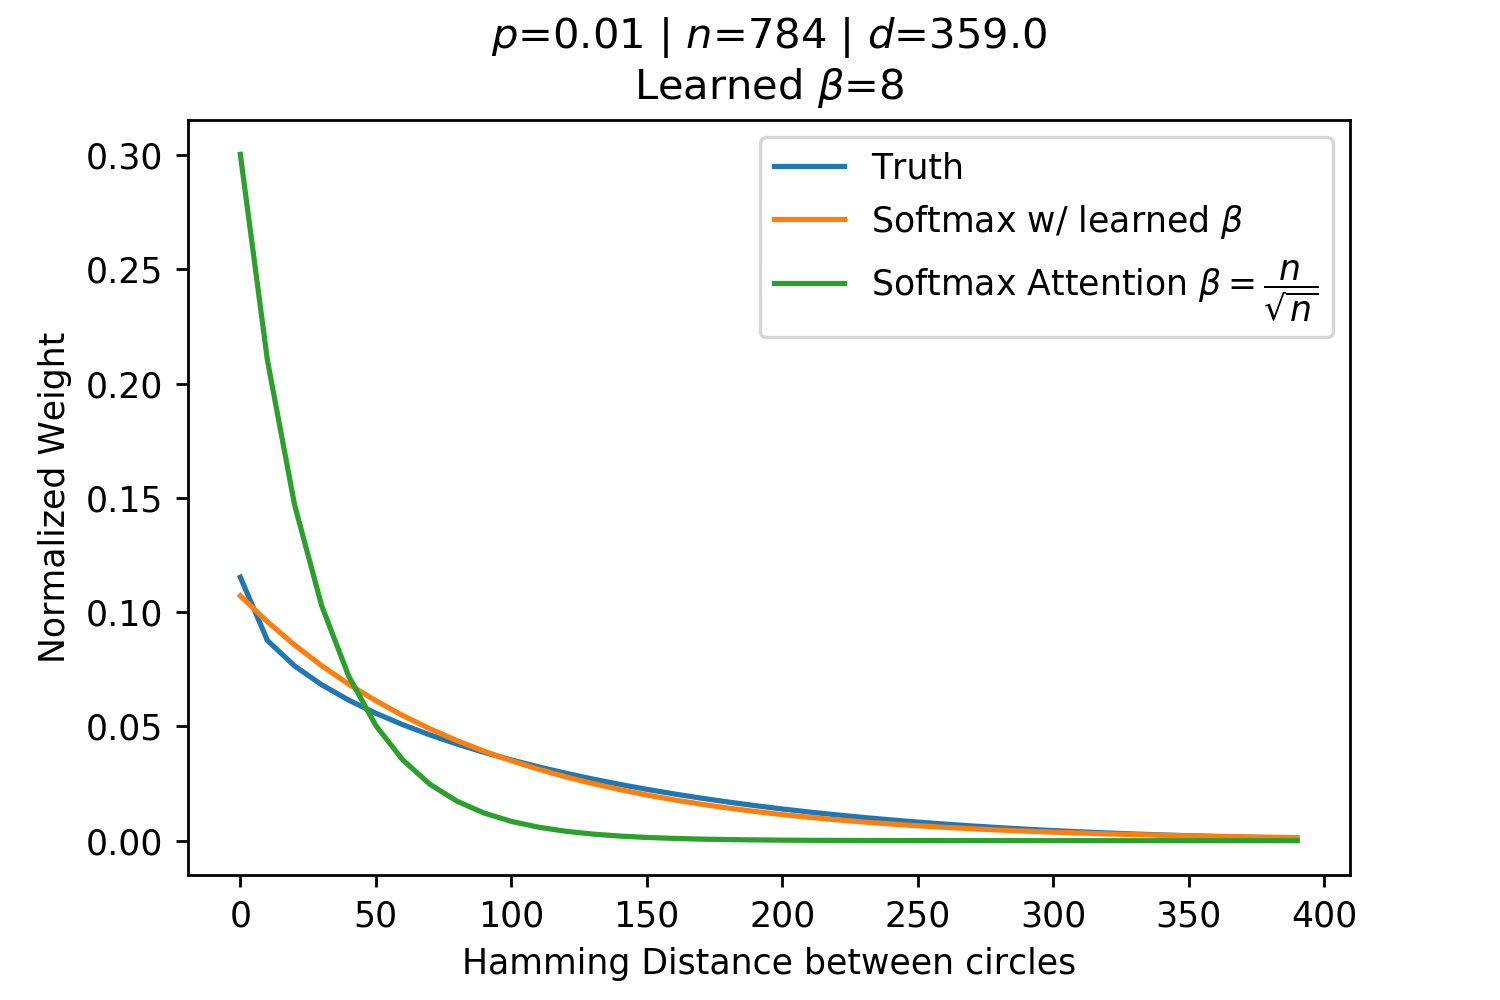 p=0.01 | n=784 | d=359.0
Learned β=8
Truth
Softmax w/ learned β
Softmax Attention β = n/√n
Normalized Weight
0.30
0.25
0.20
0.15
0.10
0.05
0.00
0 50 100 150 200 250 300 350 400
Hamming Distance between circles